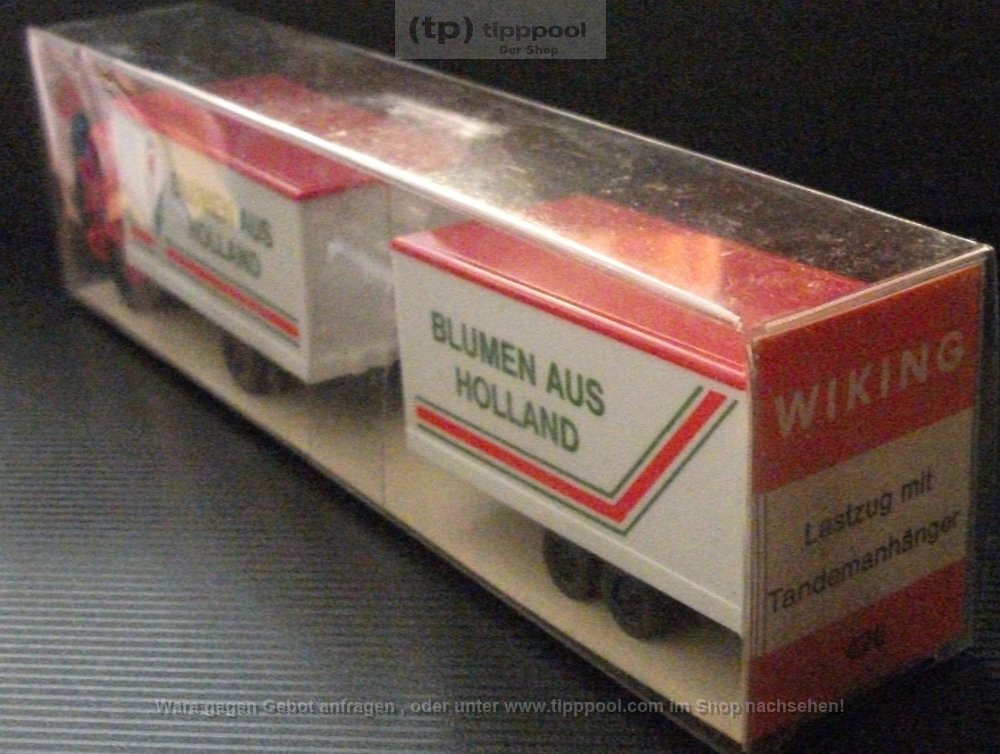 (tp) tipppool
Der Shop
AUS
HOLLAND
BLUMEN AUS
HOLLAND
WIKING
Lastzug mit
Tandemanhänger
Ware gegen Gebot anfragen , oder unter www.tipppool.com im Shop nachsehen!